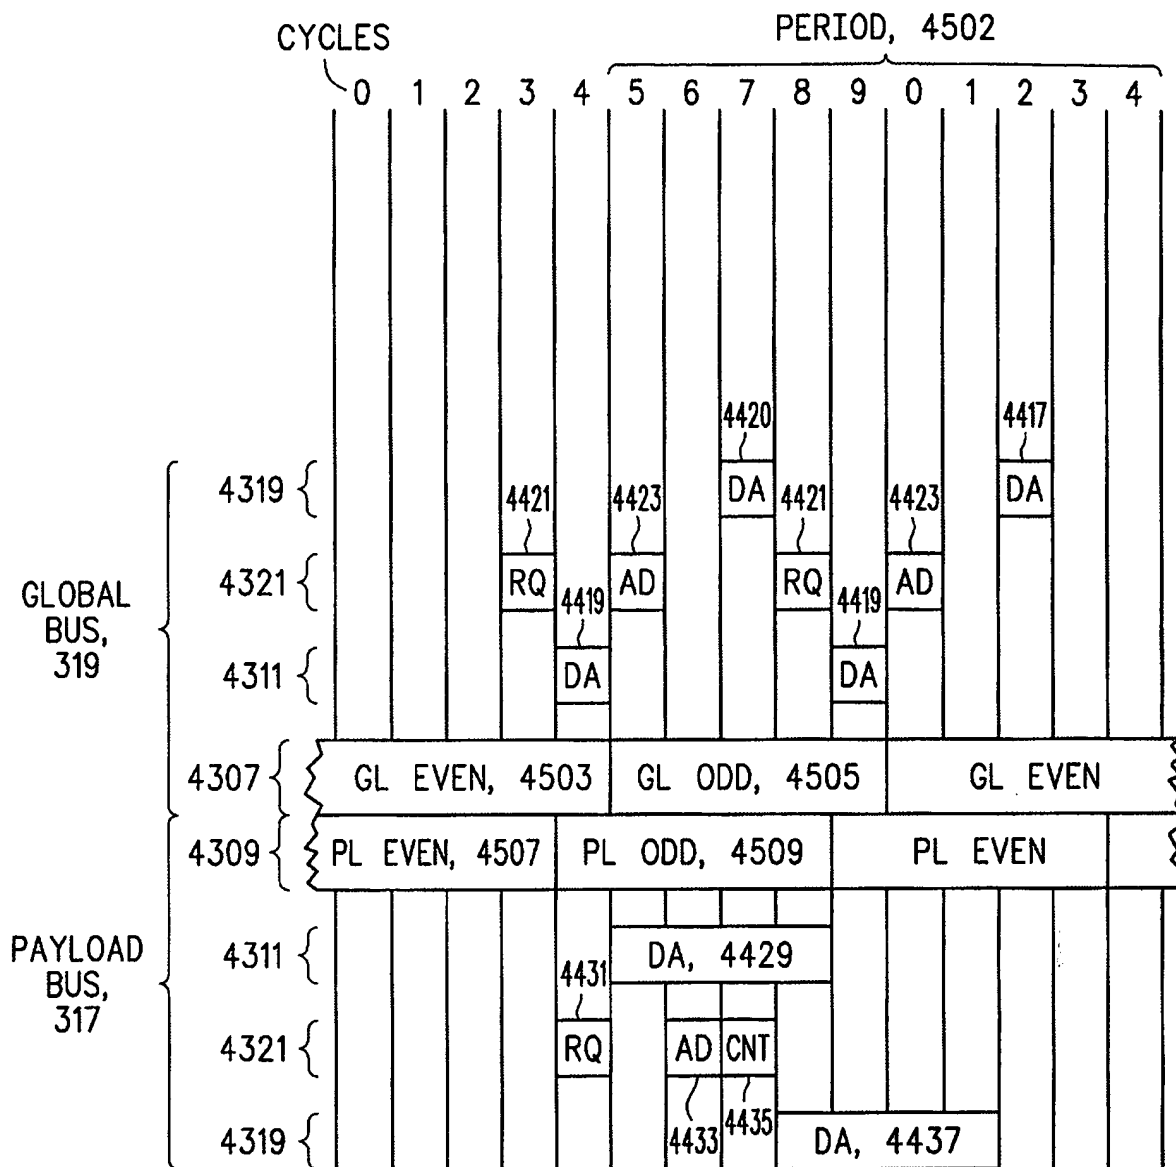 CYCLES
PERIOD, 4502
0 1 2 3 4 5 6 7 8 9 0 1 2 3 4
4420 4417
4319 DA DA
4421 4423 4421 4423
4321 RQ AD RQ AD
4419 4419
4311 DA DA
GLOBAL
BUS,
319
4307 GL EVEN, 4503 GL ODD, 4505 GL EVEN
4309 PL EVEN, 4507 PL ODD, 4509 PL EVEN
PAYLOAD
BUS,
317
4311 DA, 4429
4431
4321 RQ AD CNT
4433 4435
4319 DA, 4437